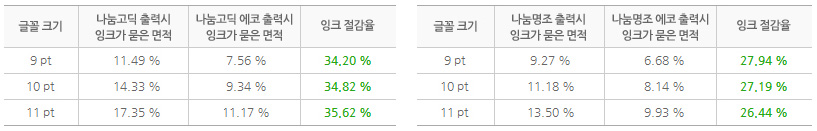 글꼴 크기 나눔고딕 출력시 잉크가 묻은 면적 나눔고딕 에코 출력시 잉크가 묻은 면적 잉크 절감율
9 pt 11.49 % 7.56 % 34.20 %
10 pt 14.33 % 9.34 % 34.82 %
11 pt 17.35 % 11.17 % 35.62 %
글꼴 크기 나눔명조 출력시 잉크가 묻은 면적 나눔명조 에코 출력시 잉크가 묻은 면적 잉크 절감율
9 pt 9.27 % 6.68 % 27.94 %
10 pt 11.18 % 8.14 % 27.19 %
11 pt 13.50 % 9.93 % 26.44 %